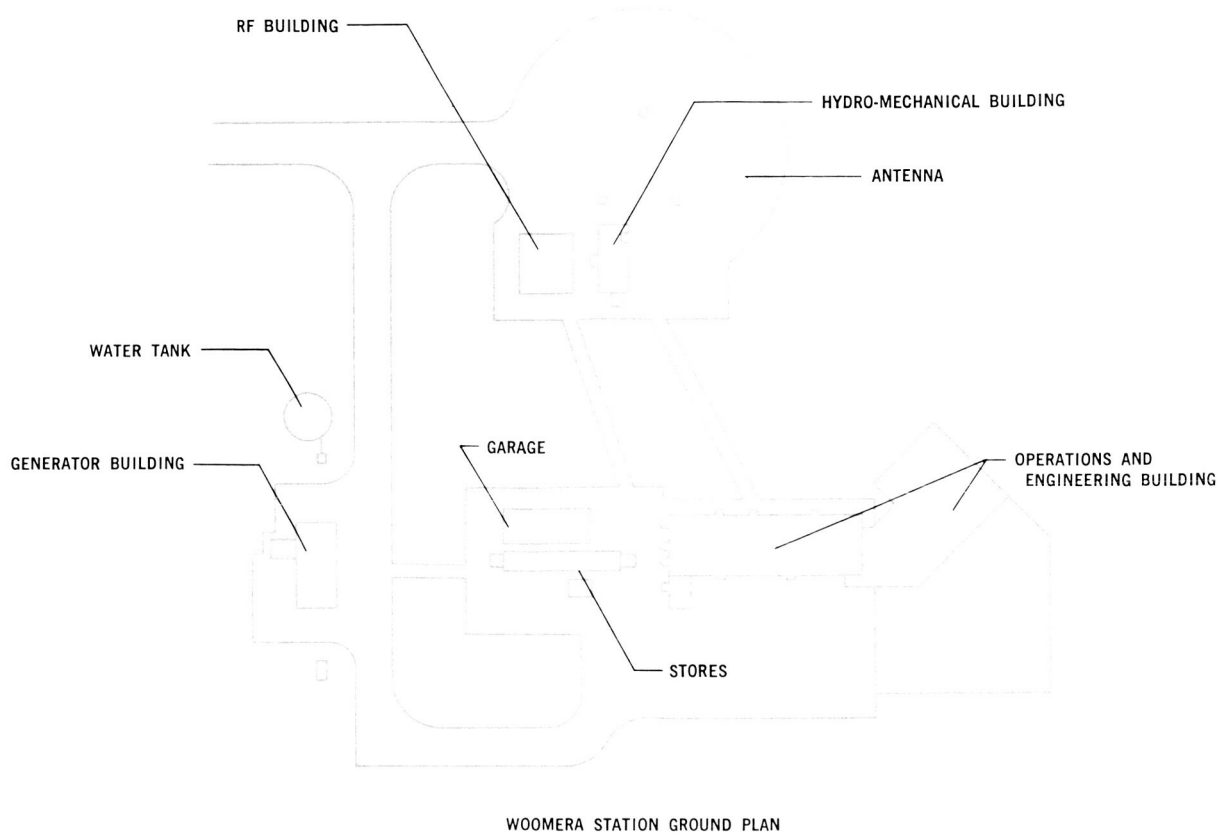 RF BUILDING
HYDRO-MECHANICAL BUILDING
ANTENNA
WATER TANK
GENERATOR BUILDING
GARAGE
OPERATIONS AND
ENGINEERING BUILDING
STORES
WOOMERA STATION GROUND PLAN